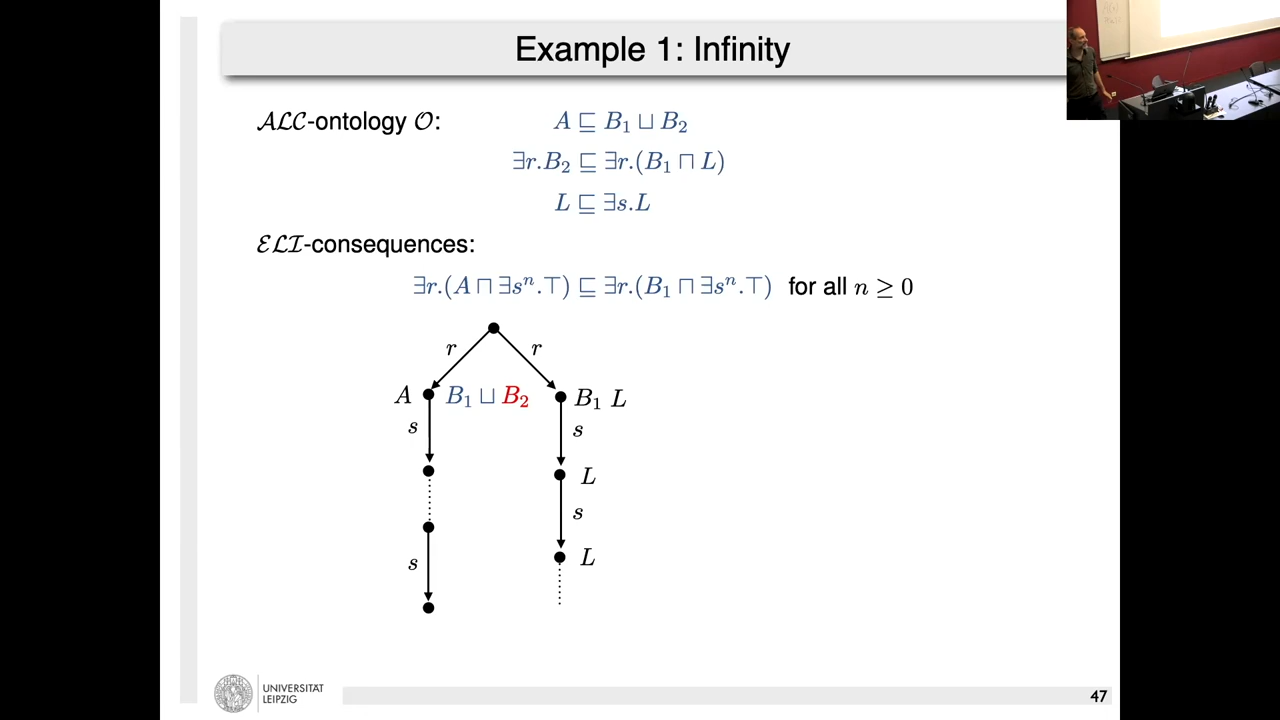 Example 1: Infinity
𝒜ℒ𝒞-ontology 𝒪: A ⊑ B₁ ⊔ B₂
∃r.B₂ ⊑ ∃r.(B₁ ⊓ L)
L ⊑ ∃s.L
ℰℒℐ-consequences:
∃r.(A ⊓ ∃sⁿ.⊤) ⊑ ∃r.(B₁ ⊓ ∃sⁿ.⊤) for all n ≥ 0
r r
A B₁ ⊔ B₂ B₁ L
s s
L
s
s L
UNIVERSITÄT
LEIPZIG
47